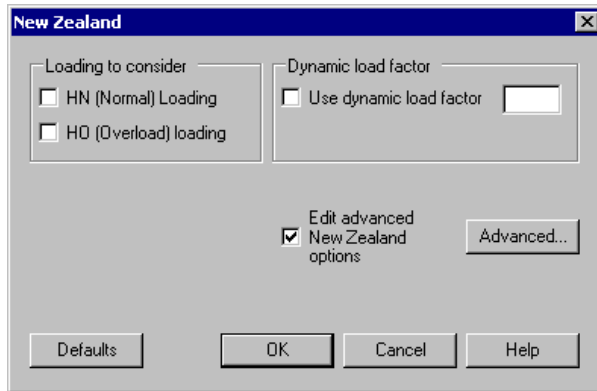 New Zealand
Loading to consider
HN (Normal) Loading
HO (Overload) loading
Dynamic load factor
Use dynamic load factor
Edit advanced
New Zealand
options
Advanced...
Defaults
OK
Cancel
Help